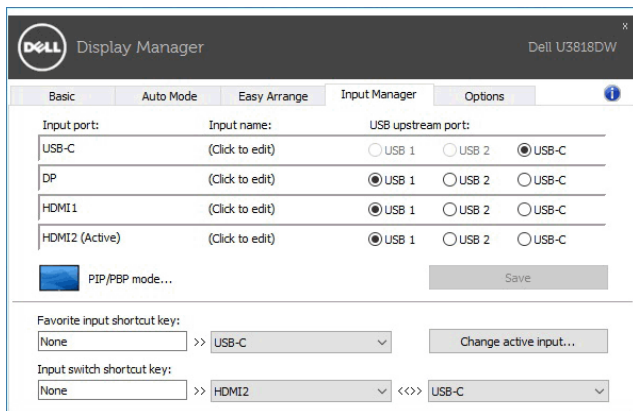 x
DELL Display Manager Dell U3818DW
Basic Auto Mode Easy Arrange Input Manager Options i
Input port: Input name: USB upstream port:
USB-C (Click to edit) USB 1 USB 2 USB-C
DP (Click to edit) USB 1 USB 2 USB-C
HDMI1 (Click to edit) USB 1 USB 2 USB-C
HDMI2 (Active) (Click to edit) USB 1 USB 2 USB-C
PIP/PBP mode... Save
Favorite input shortcut key:
None >> USB-C Change active input...
Input switch shortcut key:
None >> HDMI2 <<>> USB-C